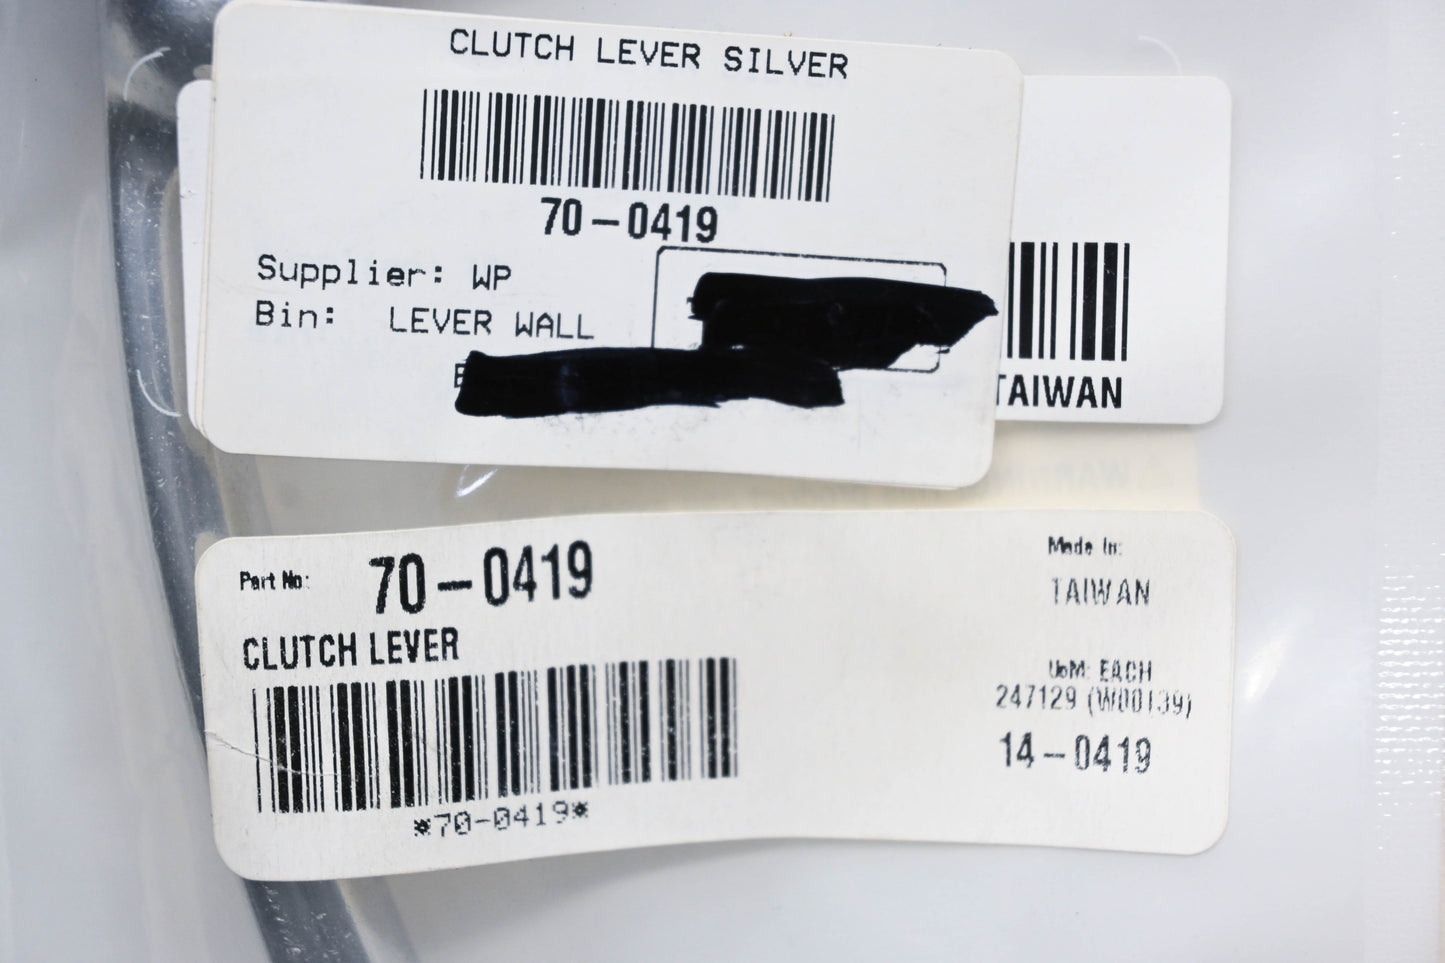 CLUTCH LEVER SILVER
70-0419
Supplier: WP
Bin: LEVER WALL
TAIWAN
Part No: 70-0419
CLUTCH LEVER
*70-0419*
Made In:
TAIWAN
UoM: EACH
247129 (W00139)
14-0419